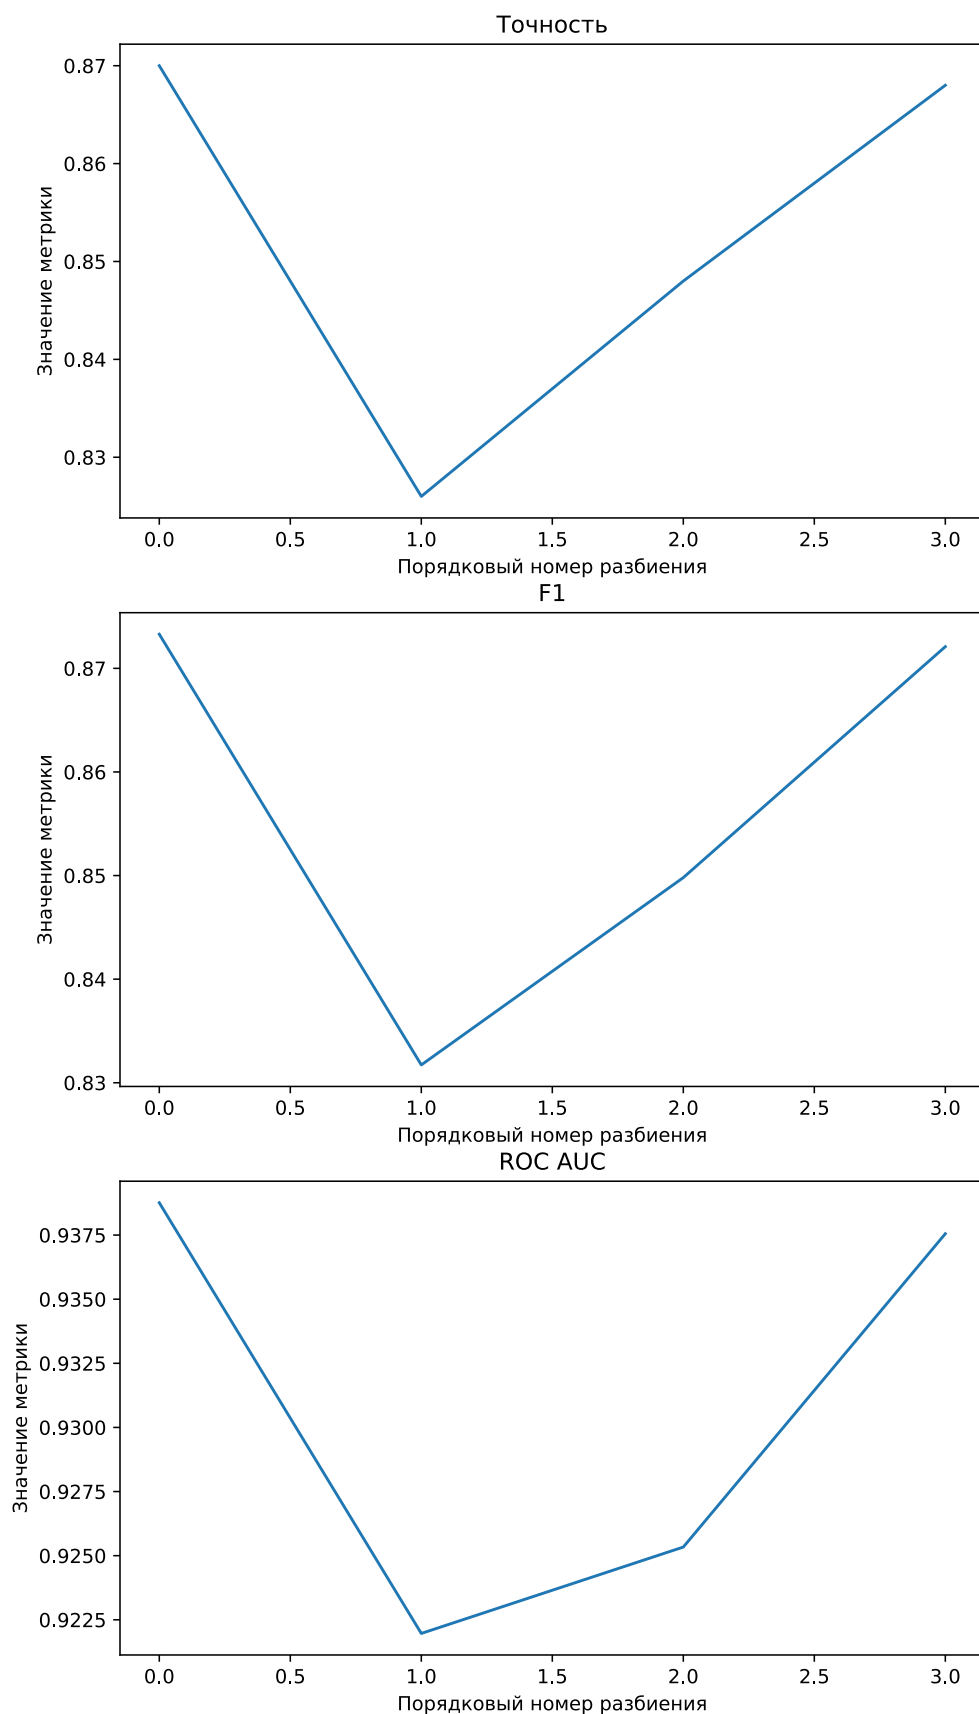 Точность
0.87
0.86
0.85
0.84
0.83
Значение метрики
0.0 0.5 1.0 1.5 2.0 2.5 3.0
Порядковый номер разбиения
F1
0.87
0.86
0.85
0.84
0.83
Значение метрики
0.0 0.5 1.0 1.5 2.0 2.5 3.0
Порядковый номер разбиения
ROC AUC
0.9375
0.9350
0.9325
0.9300
0.9275
0.9250
0.9225
Значение метрики
0.0 0.5 1.0 1.5 2.0 2.5 3.0
Порядковый номер разбиения